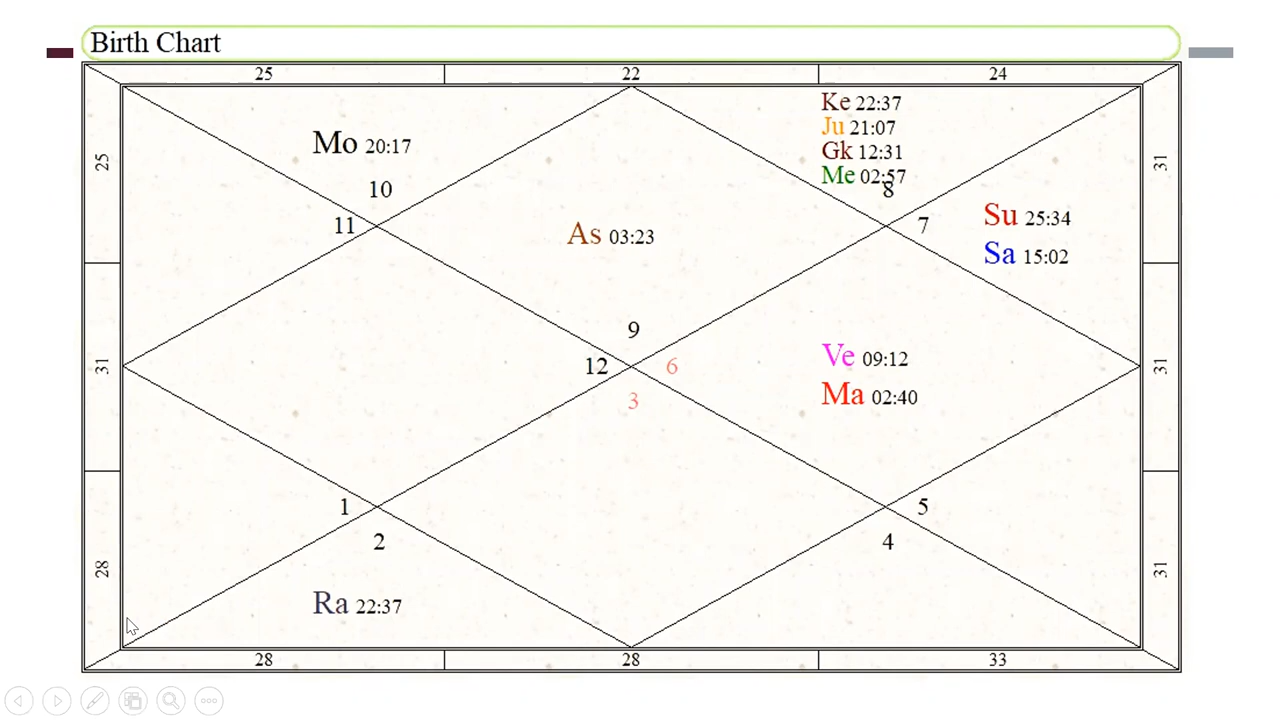 Birth Chart
25
22
24
25
31
Mo 20:17
10
11
As 03:23
Ke 22:37
Ju 21:07
Gk 12:31
Me 02:57
8
7
Su 25:34
Sa 15:02
9
12
6
3
Ve 09:12
Ma 02:40
31
31
1
2
5
4
Ra 22:37
28
31
28
28
33